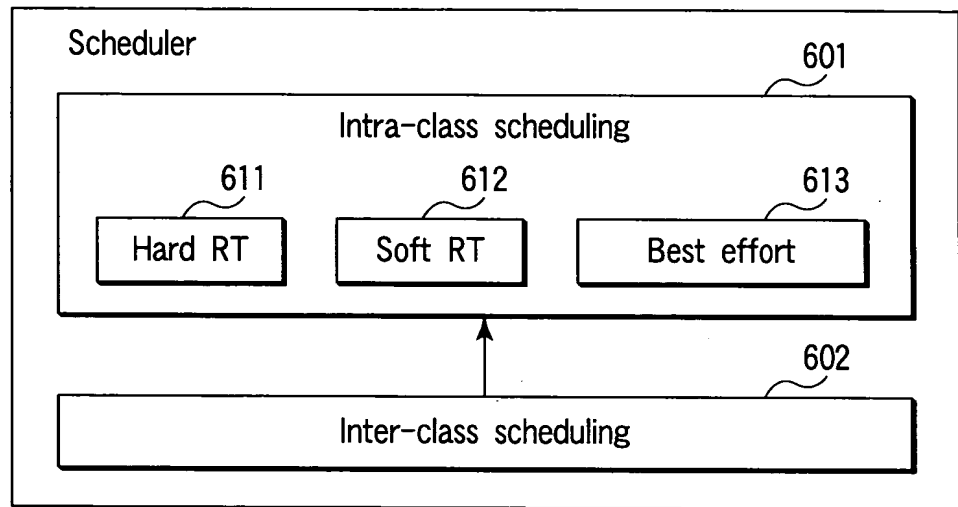 Scheduler
601
Intra-class scheduling
611
612
613
Hard RT
Soft RT
Best effort
602
Inter-class scheduling